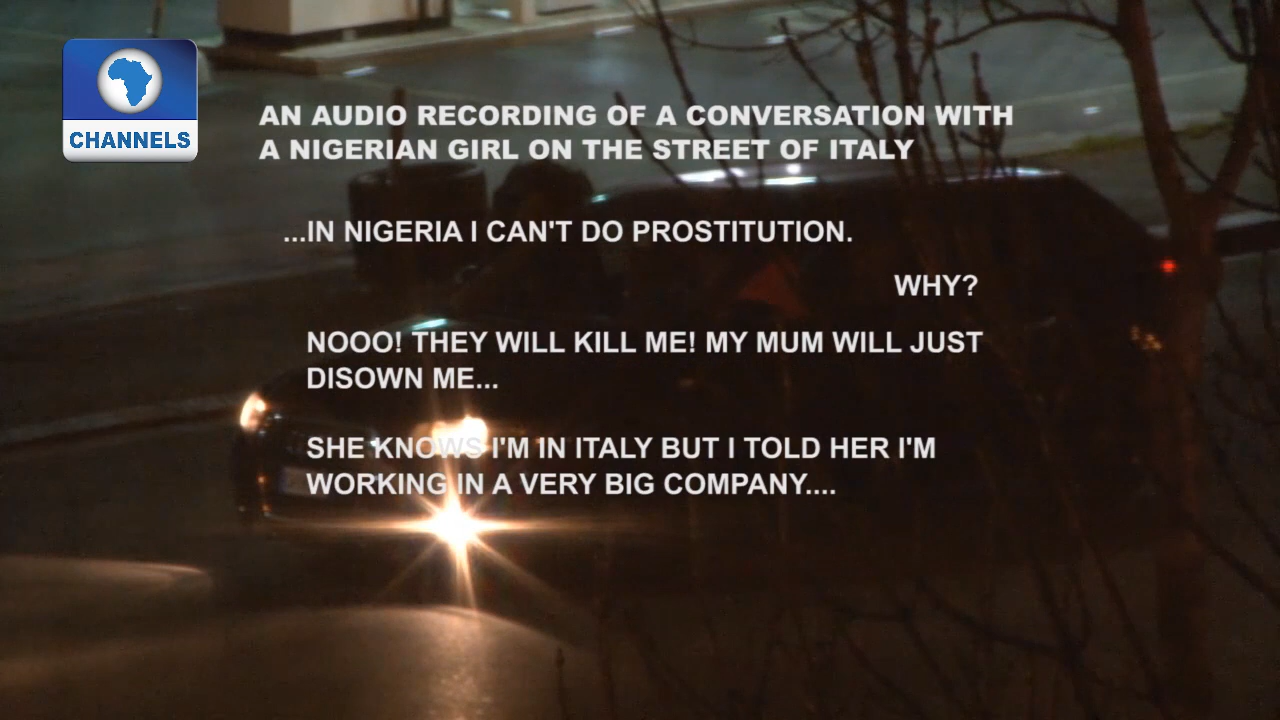 CHANNELS
AN AUDIO RECORDING OF A CONVERSATION WITH
A NIGERIAN GIRL ON THE STREET OF ITALY
...IN NIGERIA I CAN'T DO PROSTITUTION.
WHY?
NOOO! THEY WILL KILL ME! MY MUM WILL JUST
DISOWN ME...
SHE KNOWS I'M IN ITALY BUT I TOLD HER I'M
WORKING IN A VERY BIG COMPANY....